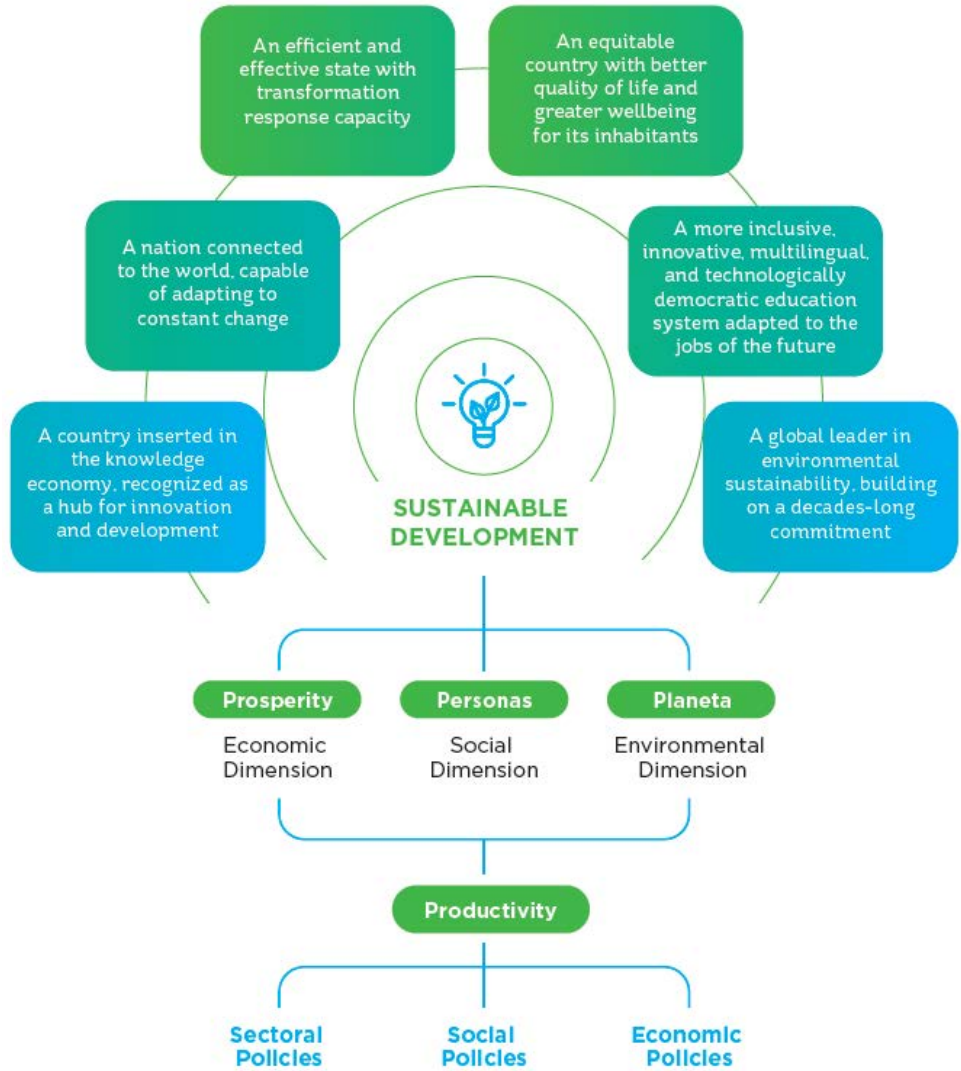 An efficient and
effective state with
transformation
response capacity
An equitable
country with better
quality of life and
greater wellbeing
for its inhabitants
A nation connected
to the world, capable
of adapting to
constant change
A more inclusive,
innovative, multilingual,
and technologically
democratic education
system adapted to the
jobs of the future
A country inserted in
the knowledge
economy, recognized as
a hub for innovation
and development
A global leader in
environmental
sustainability, building
on a decades-long
commitment
SUSTAINABLE
DEVELOPMENT
Prosperity
Economic
Dimension
Personas
Social
Dimension
Planeta
Environmental
Dimension
Productivity
Sectoral
Policies
Social
Policies
Economic
Policies